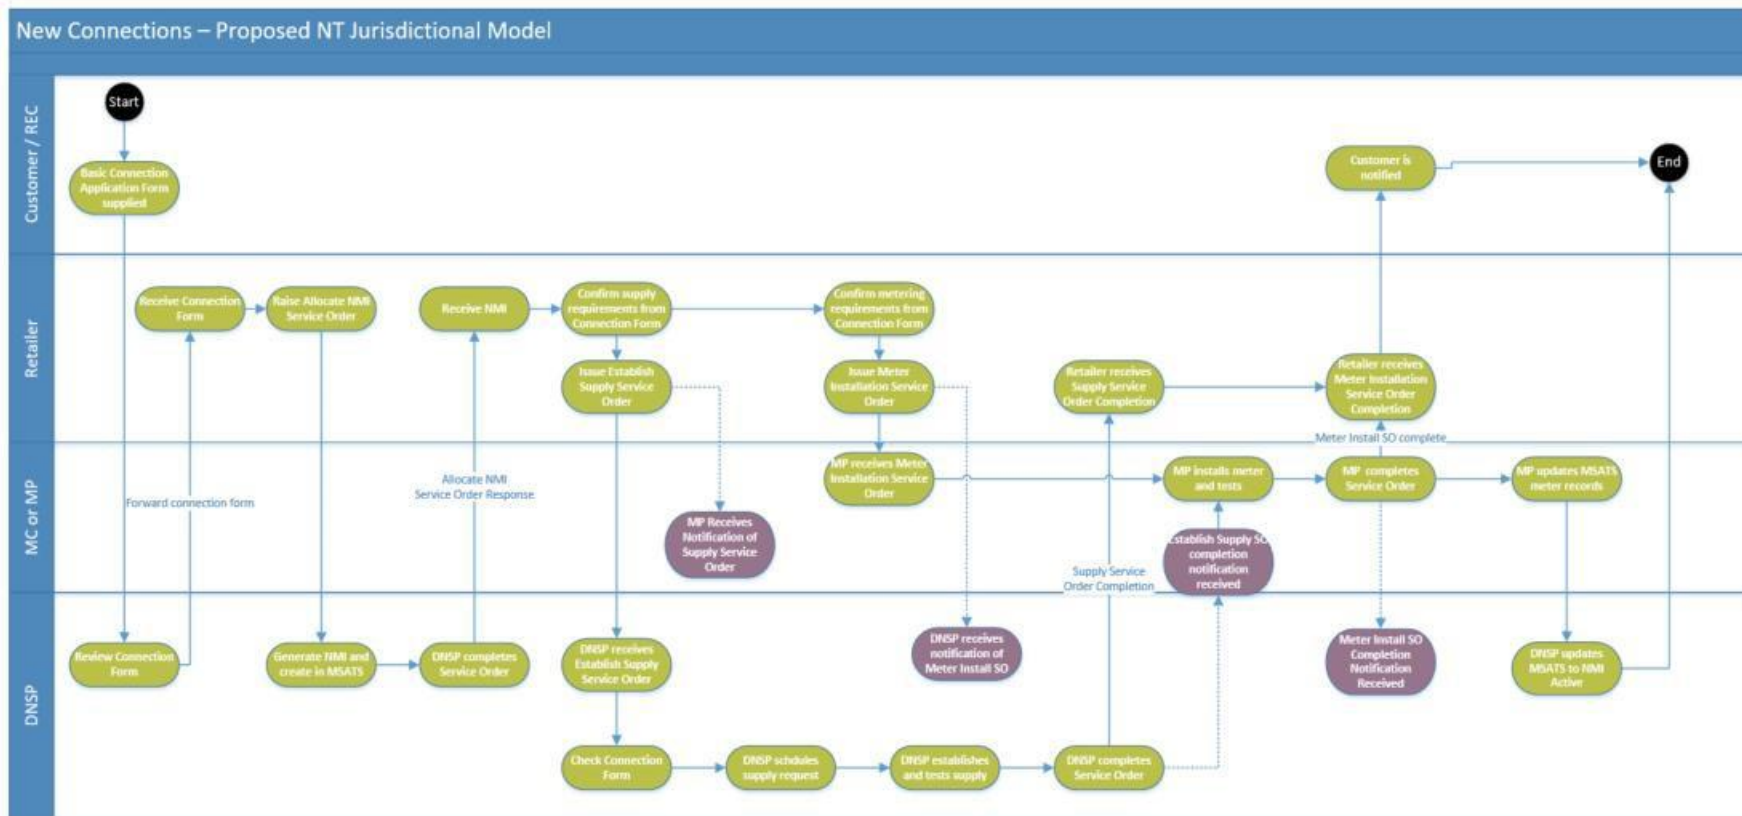 New Connections – Proposed NT Jurisdictional Model
Customer / REC
Start
Basic Connection
Application Form
supplied
Customer is
notified
End
Retailer
Receive Connection
Form
Raise Allocate NMI
Service Order
Receive NMI
Confirm supply
requirements from
Connection Form
Confirm metering
requirements from
Connection Form
Issue Establish
Supply Service
Order
Issue Meter
Installation Service
Order
Retailer receives
Supply Service
Order Completion
Retailer receives
Meter Installation
Service Order
Completion
Meter Install SO complete
MC or MP
Forward connection form
Allocate NMI
Service Order Response
MP Receives
Notification of
Supply Service
Order
MP receives Meter
Installation Service
Order
Supply Service
Order Completion
MP installs meter
and tests
Establish Supply SO
completion
notification
received
MP completes
Service Order
MP updates MSATS
meter records
DNSP
Review Connection
Form
Generate NMI and
create in MSATS
DNSP completes
Service Order
DNSP receives
Establish Supply
Service Order
DNSP receives
notification of
Meter Install SO
Meter Install SO
Completion
Notification
Received
DNSP updates
MSATS to NMI
Active
Check Connection
Form
DNSP schdules
supply request
DNSP establishes
and tests supply
DNSP completes
Service Order